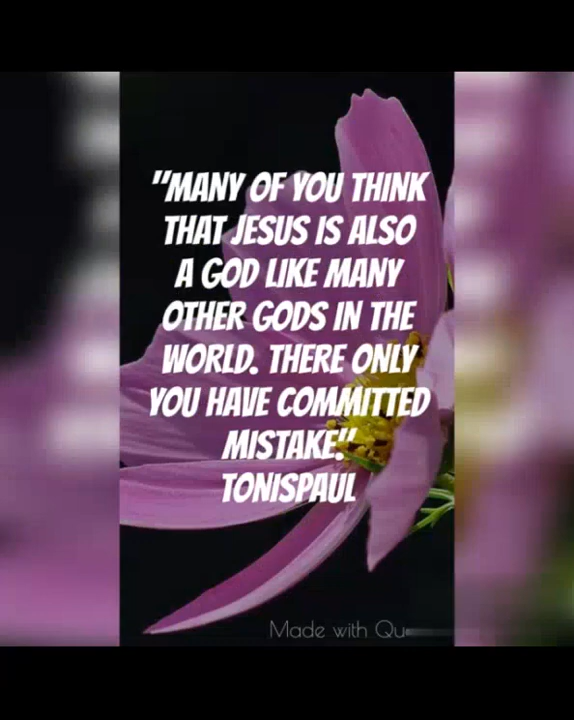 "MANY OF YOU THINK
THAT JESUS IS ALSO
A GOD LIKE MANY
OTHER GODS IN THE
WORLD. THERE ONLY
YOU HAVE COMMITTED
MISTAKE."
TONISPAUL
Made with